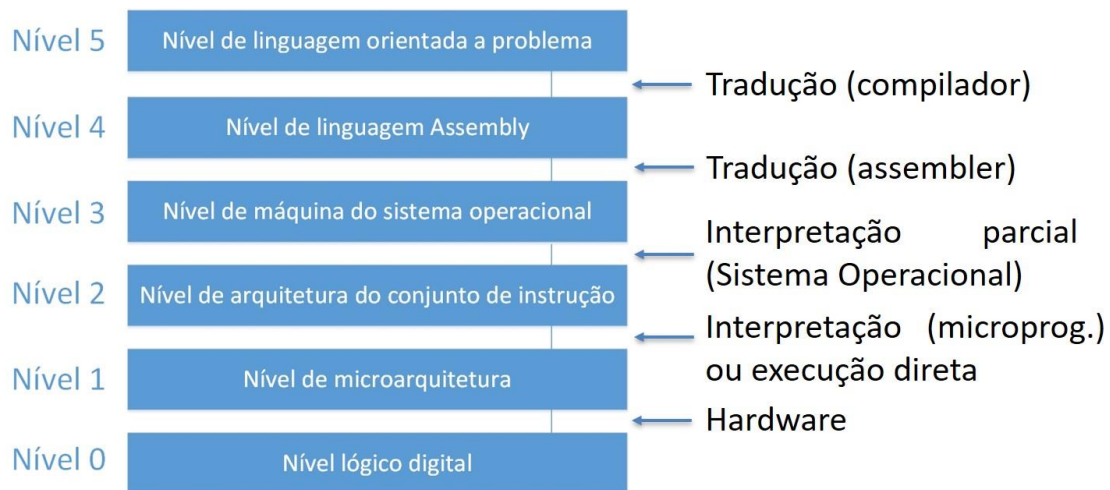 Nível 5
Nível de linguagem orientada a problema
Tradução (compilador)
Nível 4
Nível de linguagem Assembly
Tradução (assembler)
Nível 3
Nível de máquina do sistema operacional
Interpretação parcial
(Sistema Operacional)
Nível 2
Nível de arquitetura do conjunto de instrução
Interpretação (microprog.)
ou execução direta
Nível 1
Nível de microarquitetura
Hardware
Nível 0
Nível lógico digital